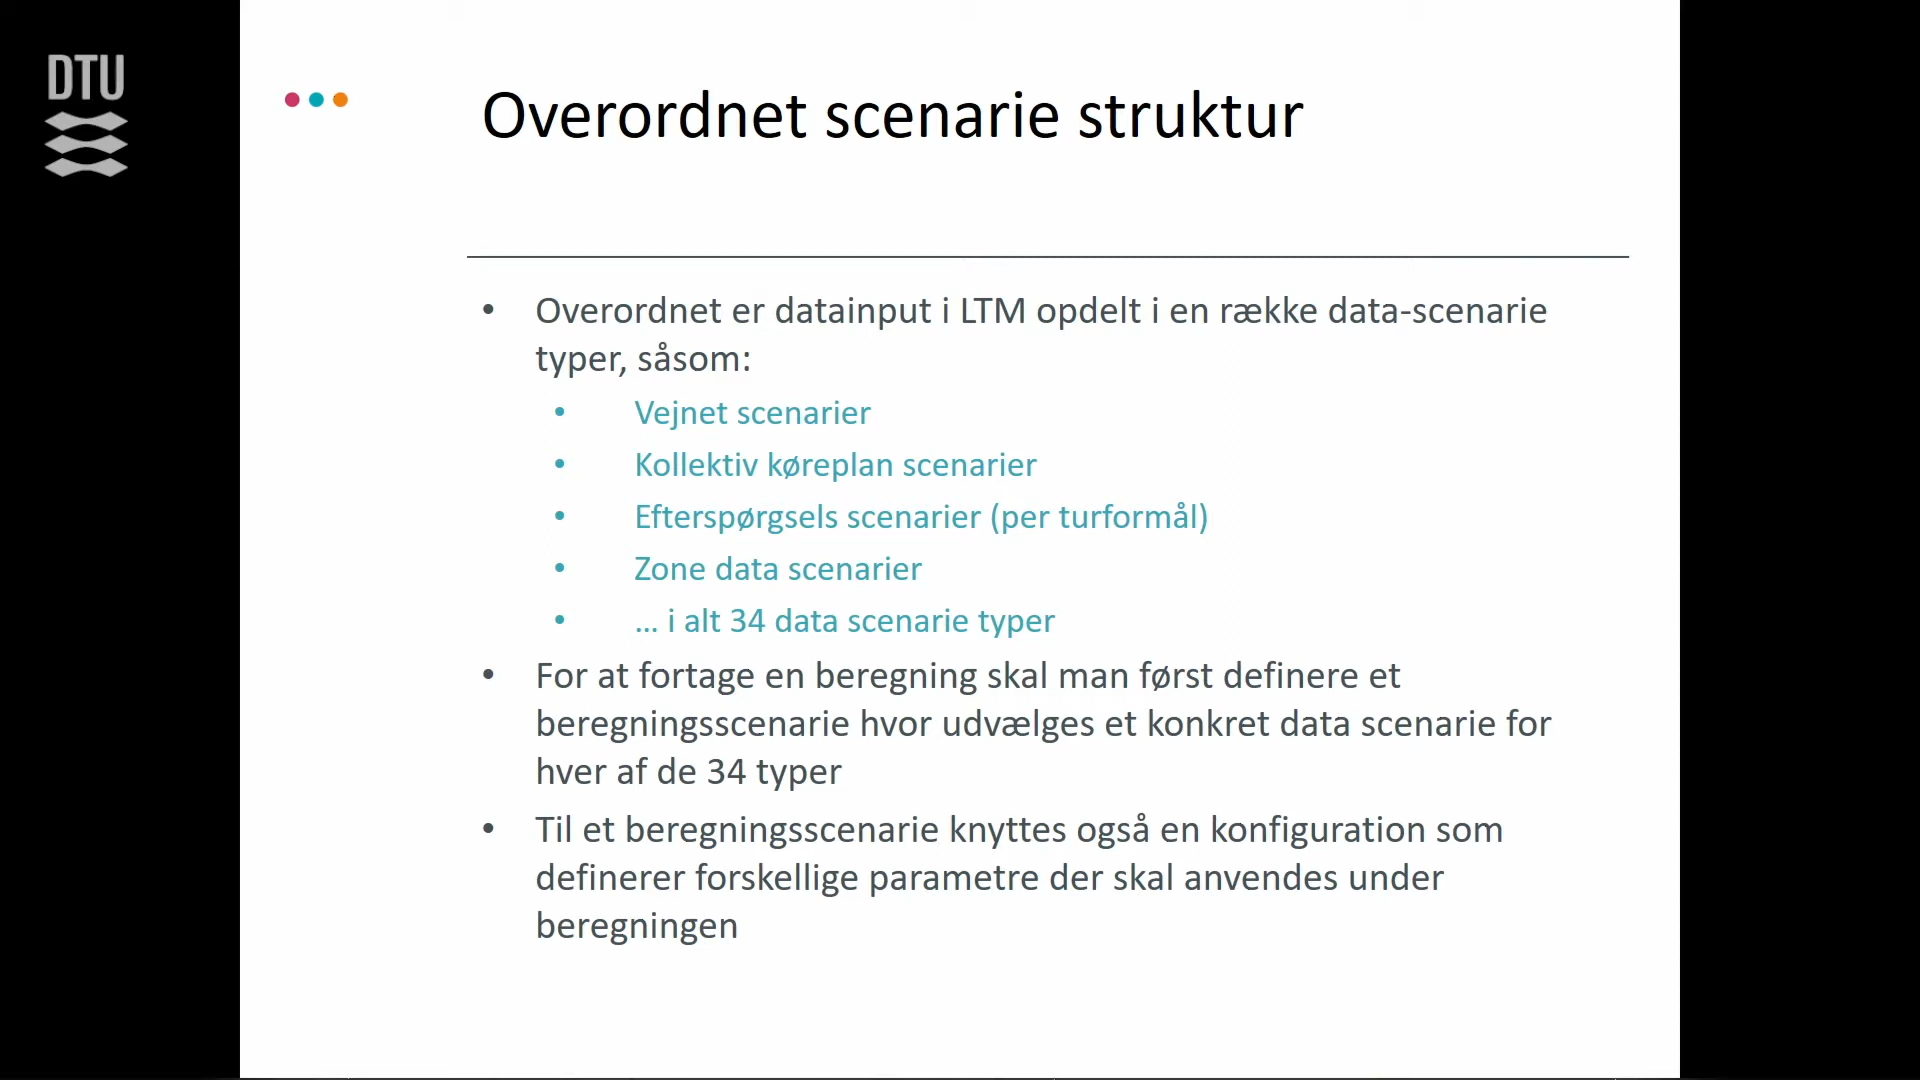 DTU
Overordnet scenarie struktur
• Overordnet er datainput i LTM opdelt i en række data-scenarie
typer, såsom:
• Vejnet scenarier
• Kollektiv køreplan scenarier
• Efterspørgsels scenarier (per turformål)
• Zone data scenarier
• ... i alt 34 data scenarie typer
• For at fortage en beregning skal man først definere et
beregningsscenarie hvor udvælges et konkret data scenarie for
hver af de 34 typer
• Til et beregningsscenarie knyttes også en konfiguration som
definerer forskellige parametre der skal anvendes under
beregningen